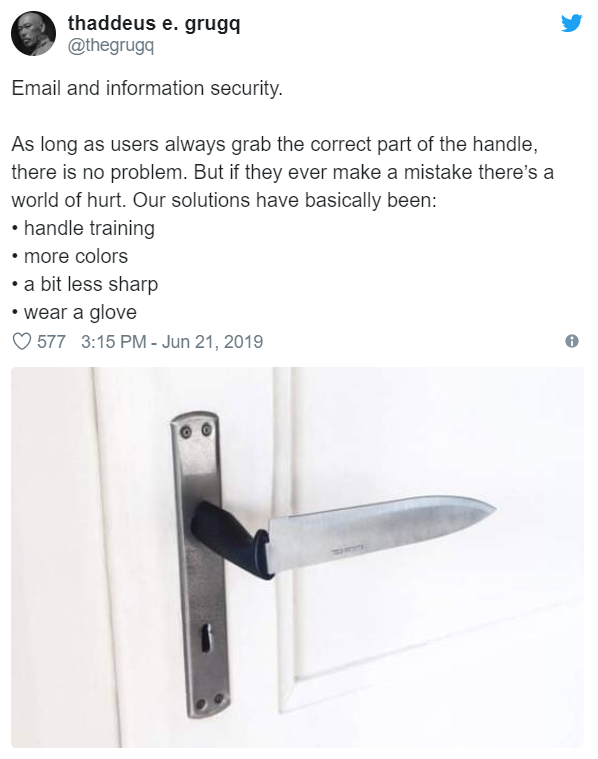 thaddeus e. grugq
@thegrugq
Email and information security.
As long as users always grab the correct part of the handle,
there is no problem. But if they ever make a mistake there's a
world of hurt. Our solutions have basically been:
• handle training
• more colors
• a bit less sharp
• wear a glove
577 3:15 PM - Jun 21, 2019